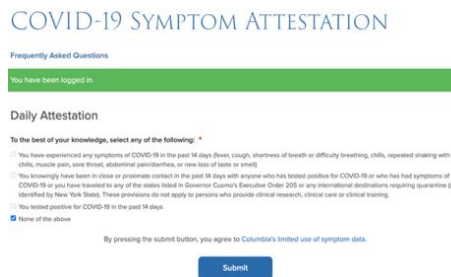 COVID-19 SYMPTOM ATTESTATION
Frequently Asked Questions
You have been logged in.
Daily Attestation
To the best of your knowledge, select any of the following: *
You have experienced any symptoms of COVID-19 in the past 14 days (fever, cough, shortness of breath or difficulty breathing, chills, repeated shaking with
chills, muscle pain, sore throat, abdominal pain/diarrhea, or new loss of taste or smell)
You knowingly have been in close or proximate contact in the past 14 days with anyone who has tested positive for COVID-19 or who has had symptoms of
COVID-19 or you have traveled to any of the states listed in Governor Cuomo's Executive Order 205 or any international destinations requiring quarantine (
identified by New York State). These provisions do not apply to persons who provide clinical research, clinical care or clinical training.
You tested positive for COVID-19 in the past 14 days
None of the above
By pressing the submit button, you agree to Columbia's limited use of symptom data.
Submit